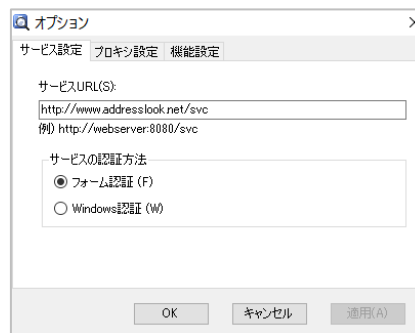 オプション
サービス設定 プロキシ設定 機能設定
サービスURL(S):
http://www.addresslook.net/svc
例) http://webserver:8080/svc
サービスの認証方法
フォーム認証 (F)
Windows認証 (W)
OK キャンセル 適用(A)